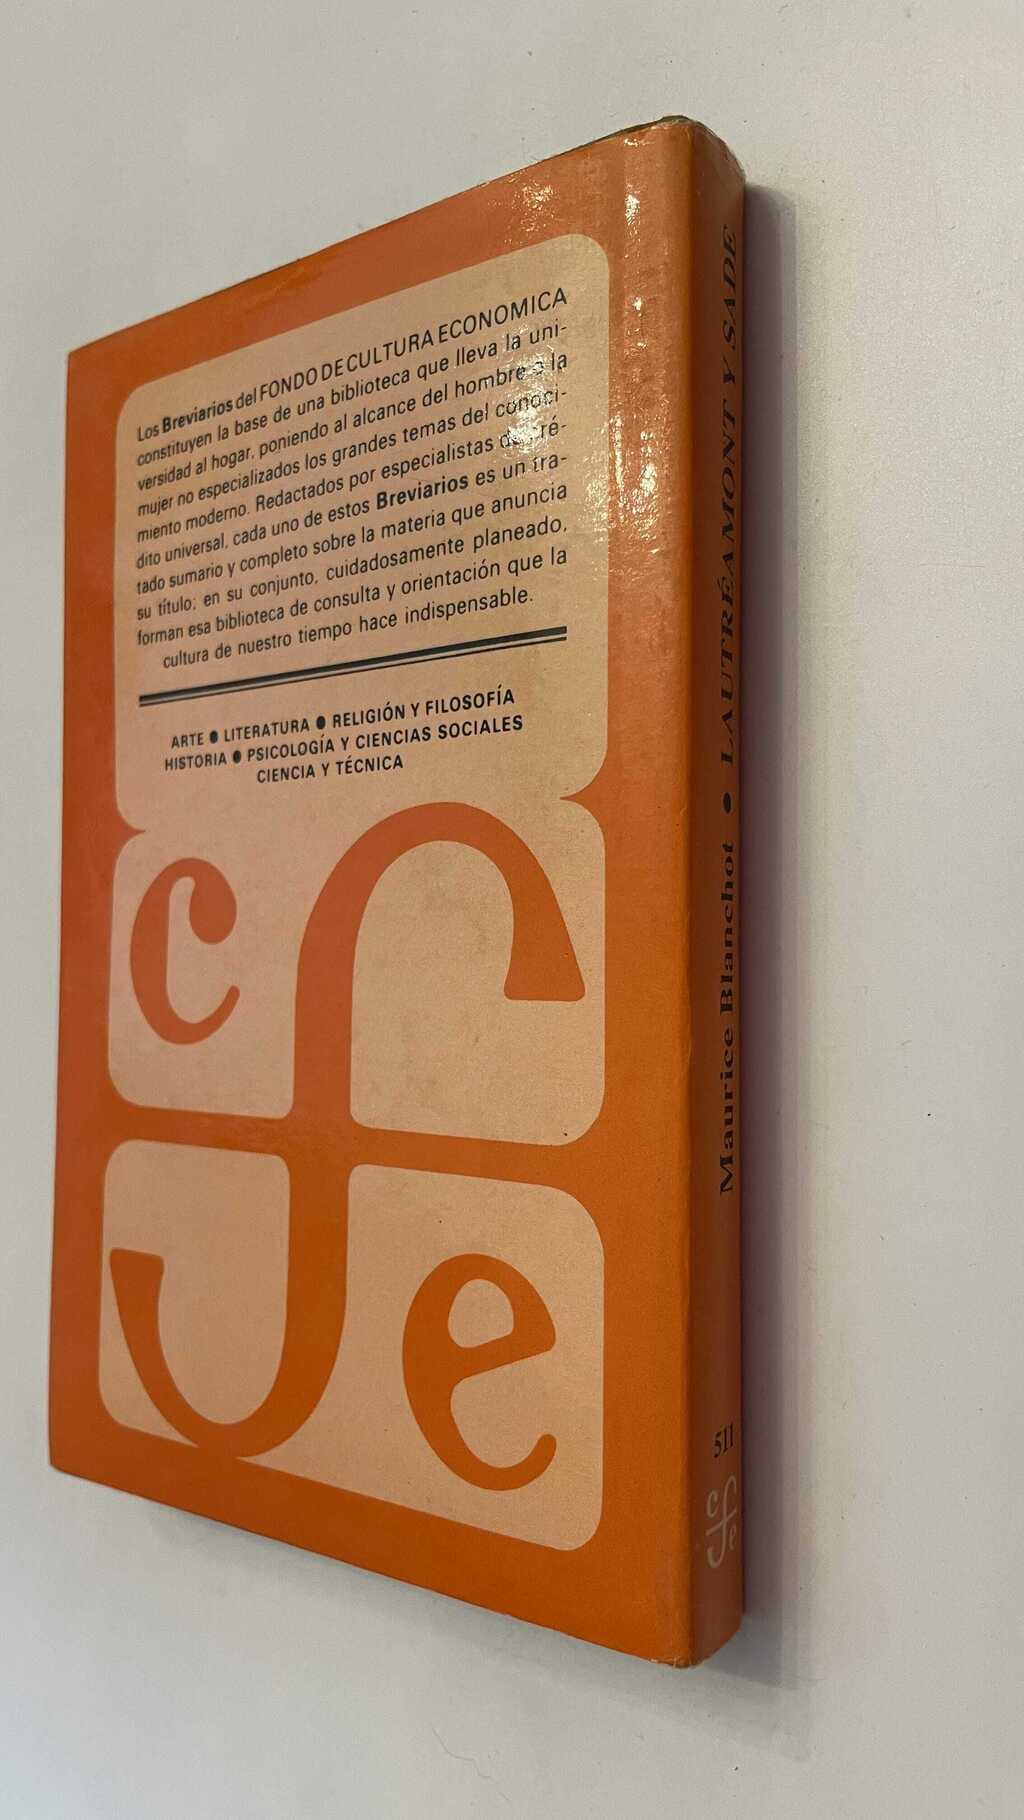 Los Breviarios del FONDO DE CULTURA ECONOMICA
constituyen la base de una biblioteca que lleva la uni-
versidad al hogar, poniendo al alcance del hombre o la
mujer no especializados los grandes temas del conoci-
miento moderno. Redactados por especialistas de cré-
dito universal, cada uno de estos Breviarios es un tra-
tado sumario y completo sobre la materia que anuncia
su título; en su conjunto, cuidadosamente planeado,
forman esa biblioteca de consulta y orientación que la
cultura de nuestro tiempo hace indispensable.
ARTE ● LITERATURA ● RELIGIÓN Y FILOSOFÍA
HISTORIA ● PSICOLOGÍA Y CIENCIAS SOCIALES
CIENCIA Y TÉCNICA
cfe
Maurice Blanchot ● LAUTRÉAMONT Y SADE
511
cfe